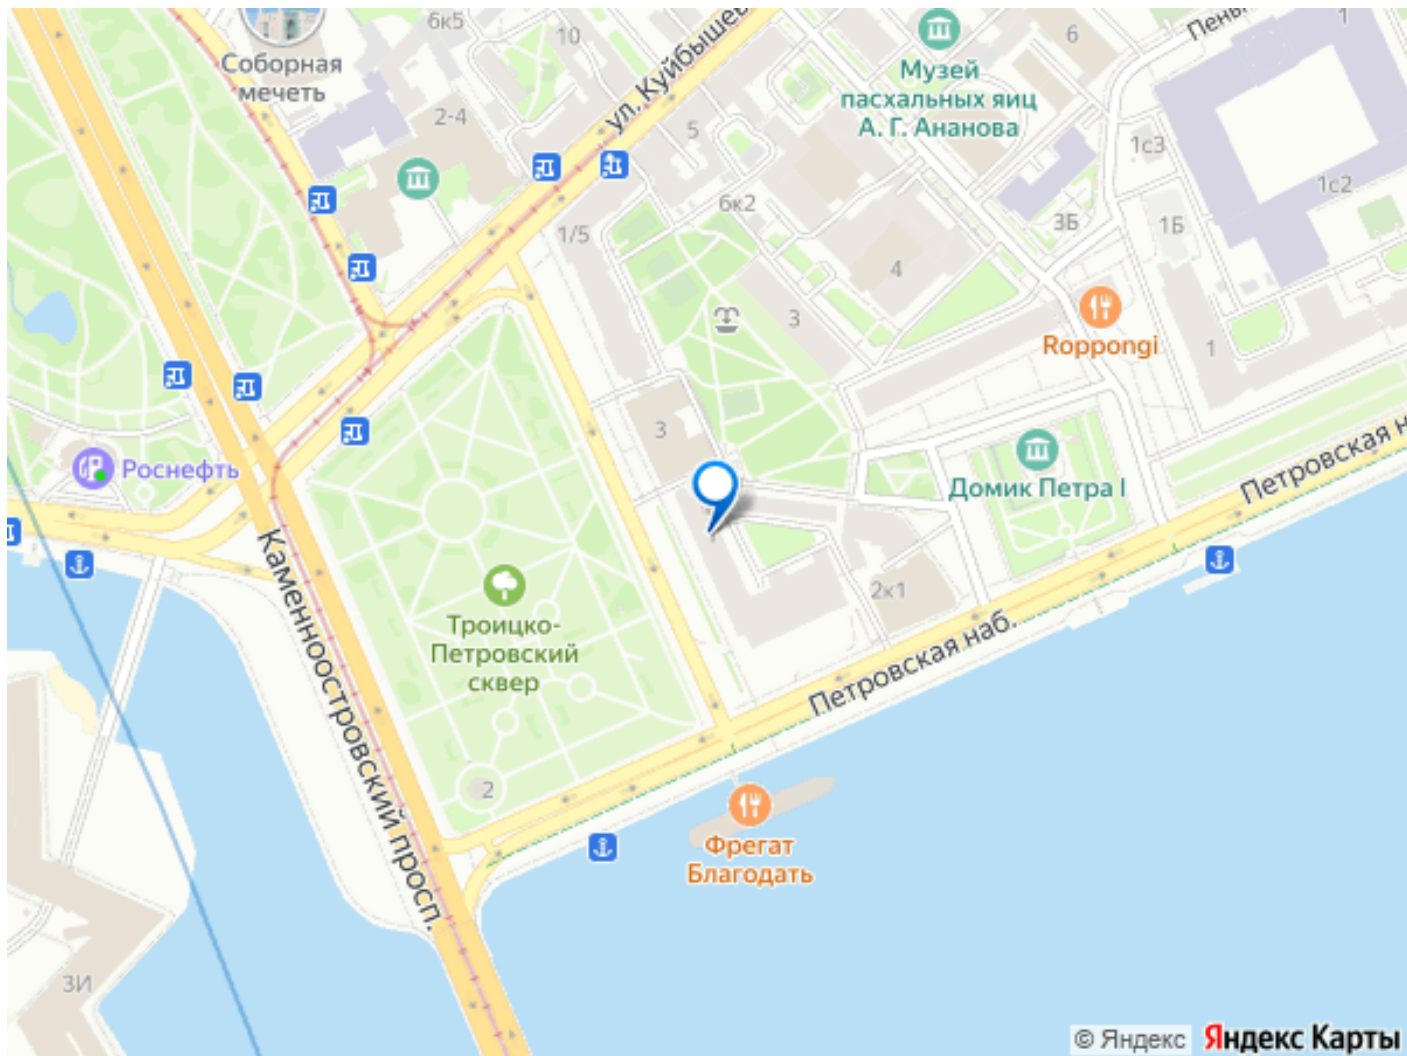 6к5
10
Соборная
мечеть
2-4
ул. Куйбышев
5
Музей
пасхальных яиц
А. Г. Ананова
6
Пень
1
1с3
1с2
6к2
3Б
1Б
1/5
4
3
Roppongi
1
3
Роснефть
Домик Петра I
Петровская н
Каменноостровский просп.
Троицко-
Петровский
сквер
2к1
Петровская наб.
2
Фрегат
Благодать
3И
© Яндекс Яндекс Карты